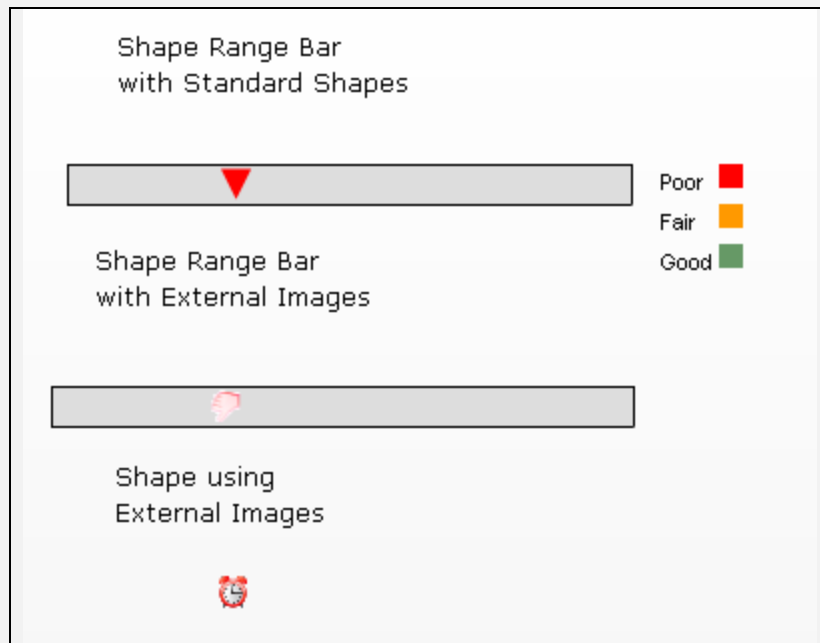 Shape Range Bar
with Standard Shapes
Poor
Fair
Good
Shape Range Bar
with External Images
Shape using
External Images